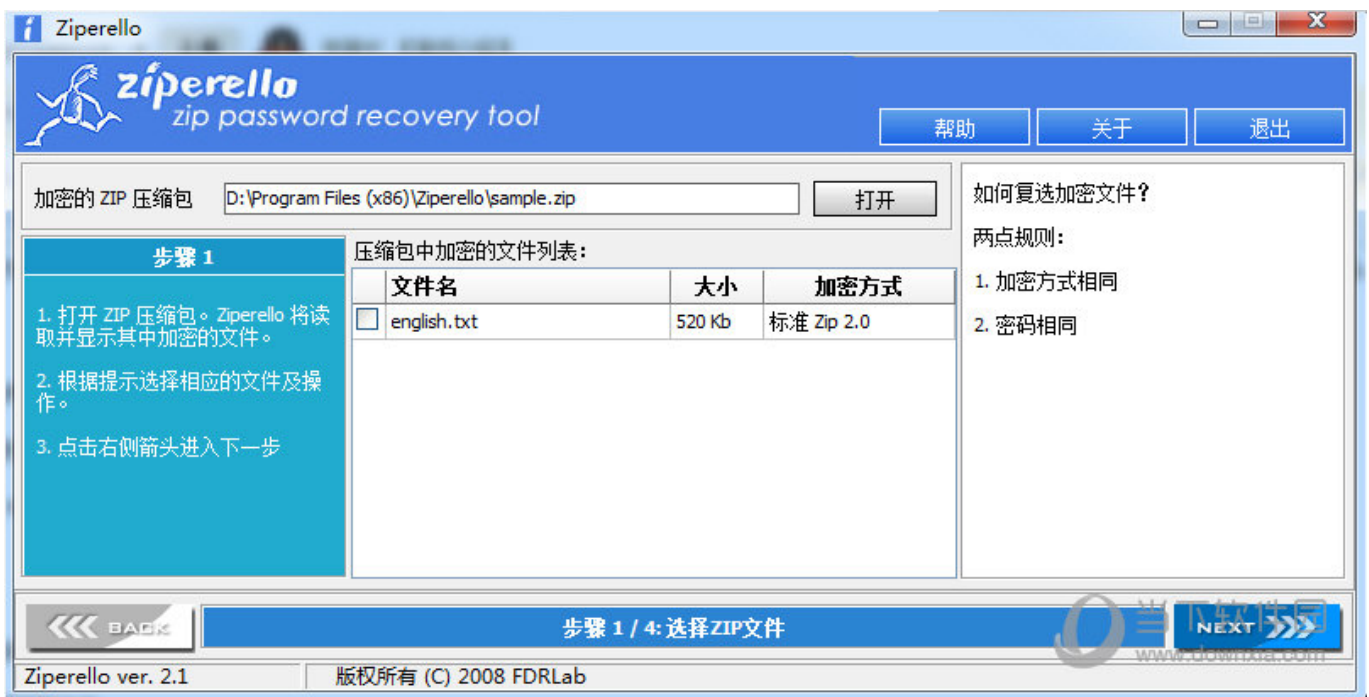 Ziperello
ziperello
zip password recovery tool
帮助
关于
退出
加密的 ZIP 压缩包
D:\Program Files (x86)\Ziperello\sample.zip
打开
步骤 1
1. 打开 ZIP 压缩包。Ziperello 将读
取并显示其中加密的文件。
2. 根据提示选择相应的文件及操
作。
3. 点击右侧箭头进入下一步
压缩包中加密的文件列表：
文件名 大小 加密方式
english.txt 520 Kb 标准 Zip 2.0
如何复选加密文件？
两点规则：
1. 加密方式相同
2. 密码相同
BACK
步骤 1 / 4: 选择ZIP文件
NEXT
当下软件园
www.downxia.com
Ziperello ver. 2.1
版权所有 (C) 2008 FDRLab